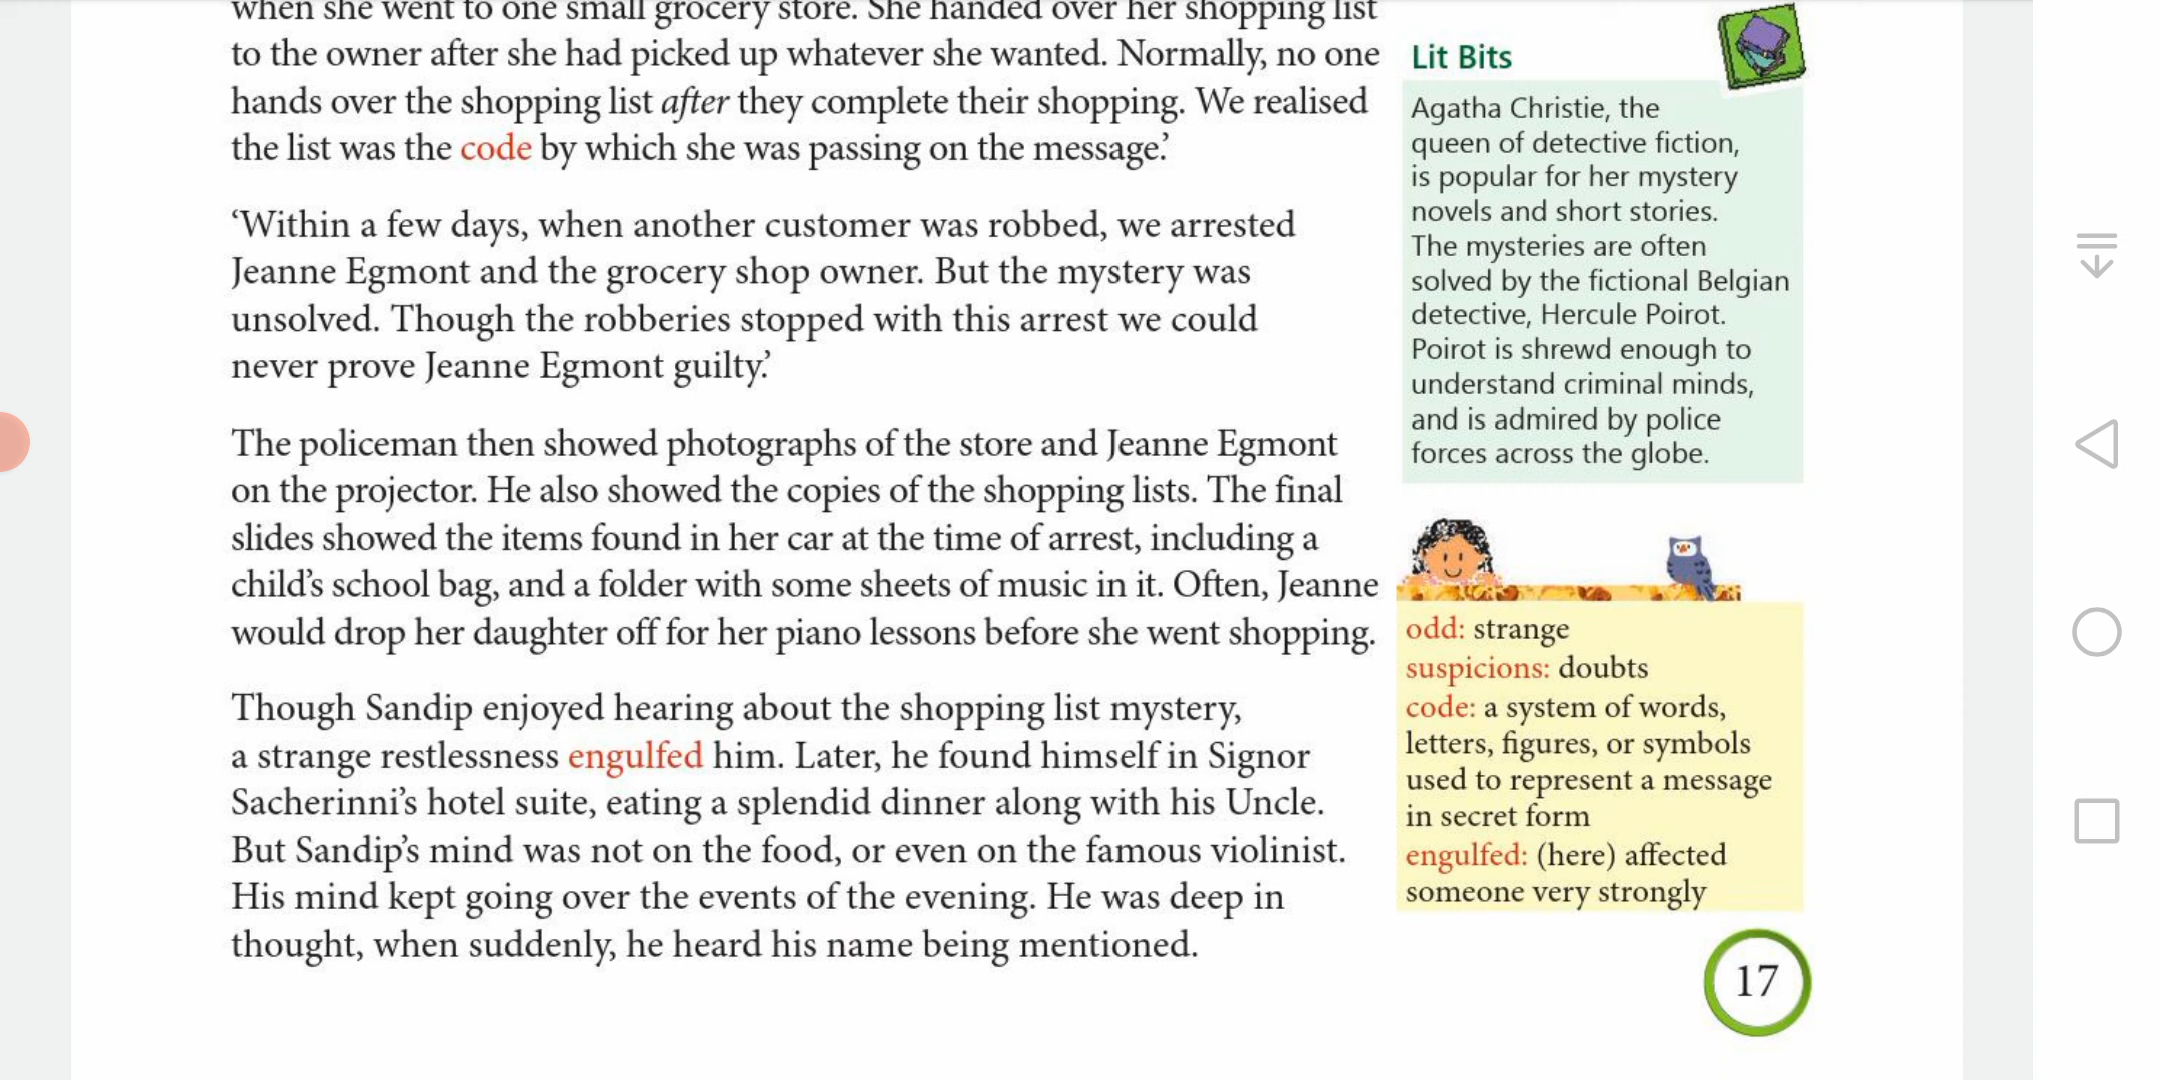 when she went to one small grocery store. She handed over her shopping list
to the owner after she had picked up whatever she wanted. Normally, no one
hands over the shopping list after they complete their shopping. We realised
the list was the code by which she was passing on the message.’
‘Within a few days, when another customer was robbed, we arrested
Jeanne Egmont and the grocery shop owner. But the mystery was
unsolved. Though the robberies stopped with this arrest we could
never prove Jeanne Egmont guilty.’
The policeman then showed photographs of the store and Jeanne Egmont
on the projector. He also showed the copies of the shopping lists. The final
slides showed the items found in her car at the time of arrest, including a
child’s school bag, and a folder with some sheets of music in it. Often, Jeanne
would drop her daughter off for her piano lessons before she went shopping.
Though Sandip enjoyed hearing about the shopping list mystery,
a strange restlessness engulfed him. Later, he found himself in Signor
Sacherinni’s hotel suite, eating a splendid dinner along with his Uncle.
But Sandip’s mind was not on the food, or even on the famous violinist.
His mind kept going over the events of the evening. He was deep in
thought, when suddenly, he heard his name being mentioned.
Lit Bits
Agatha Christie, the
queen of detective fiction,
is popular for her mystery
novels and short stories.
The mysteries are often
solved by the fictional Belgian
detective, Hercule Poirot.
Poirot is shrewd enough to
understand criminal minds,
and is admired by police
forces across the globe.
odd: strange
suspicions: doubts
code: a system of words,
letters, figures, or symbols
used to represent a message
in secret form
engulfed: (here) affected
someone very strongly
17